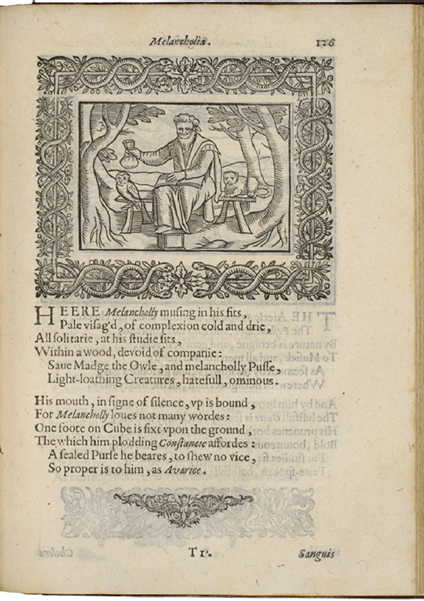 Melancholia. 126
HEERE Melancholly musing in his fits,
Pale visag'd, of complexion cold and drie,
All solitarie, at his studie sits,
Within a wood, devoid of companie:
Saue Madge the Owle, and melancholly Pusse,
Light-loathing Creatures, hatefull, ominous.
His mouth, in signe of silence, vp is bound,
For Melancholly loues not many wordes:
One foote on Cube is fixt vpon the ground,
The which him plodding Constancie affordes:
A sealed Purse he beares, to shew no vice,
So proper is to him, as Avarice.
T 1. Sanguis